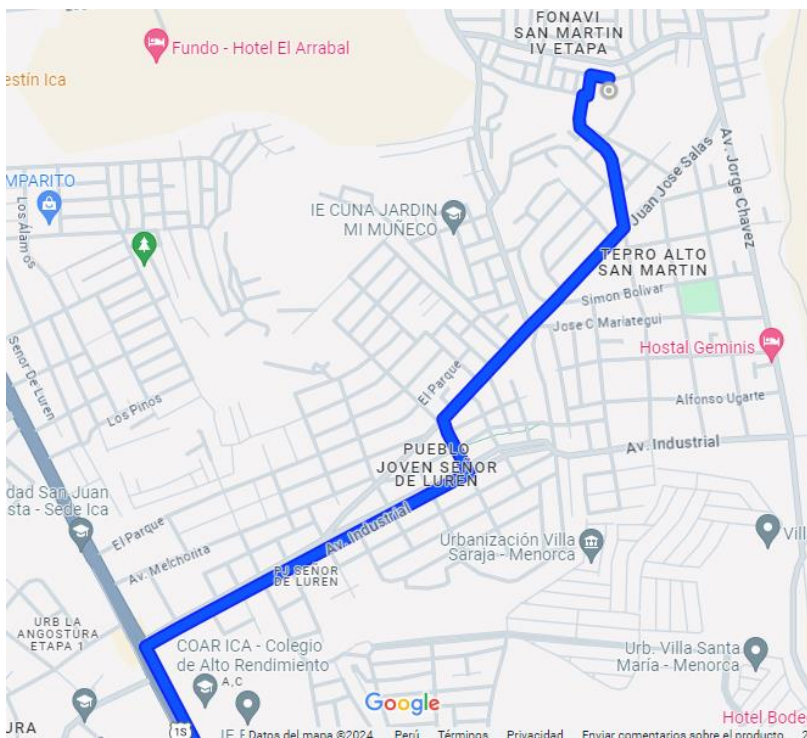 FONAVI
SAN MARTIN
IV ETAPA
Fundo - Hotel El Arrabal
estín Ica
Av. Jorge Chavez
Juan Jose Salas
MPARITO
Los Álamos
IE CUNA JARDIN
MI MUÑECO
TEPRO ALTO
SAN MARTIN
Simon Bolivar
Jose C Mariategui
Hostal Geminis
Senor De Luren
El Parque
Los Pinos
Alfonso Ugarte
PUEBLO
JOVEN SEÑOR
DE LUREN
Av. Industrial
dad San Juan
sta - Sede Ica
El Parque
Av. Industrial
Urbanización Villa
Saraja - Menorca
Vill
Av. Melchorita
PJ SEÑOR
DE LUREN
URB LA
ANGOSTURA
ETAPA 1
COAR ICA - Colegio
de Alto Rendimiento
A,C
Urb. Villa Santa
María - Menorca
Google
Hotel Bode
URA
1S
IE
Datos del mapa ©2024 Perú Términos Privacidad Enviar comentarios sobre el producto